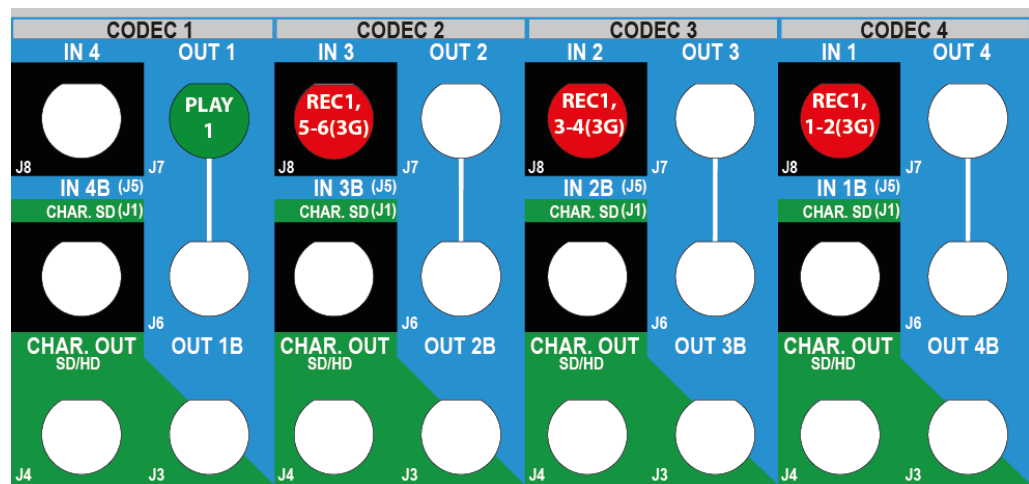 CODEC 1 CODEC 2 CODEC 3 CODEC 4
IN 4 OUT 1 IN 3 OUT 2 IN 2 OUT 3 IN 1 OUT 4
PLAY
1
REC1,
5-6(3G)
REC1,
3-4(3G)
REC1,
1-2(3G)
J8 J7 J8 J7 J8 J7 J8 J7
IN 4B (J5) IN 3B (J5) IN 2B (J5) IN 1B (J5)
CHAR. SD (J1) CHAR. SD (J1) CHAR. SD (J1) CHAR. SD (J1)
J6 J6 J6 J6
CHAR. OUT OUT 1B CHAR. OUT OUT 2B CHAR. OUT OUT 3B CHAR. OUT OUT 4B
SD/HD SD/HD SD/HD SD/HD
J4 J3 J4 J3 J4 J3 J4 J3